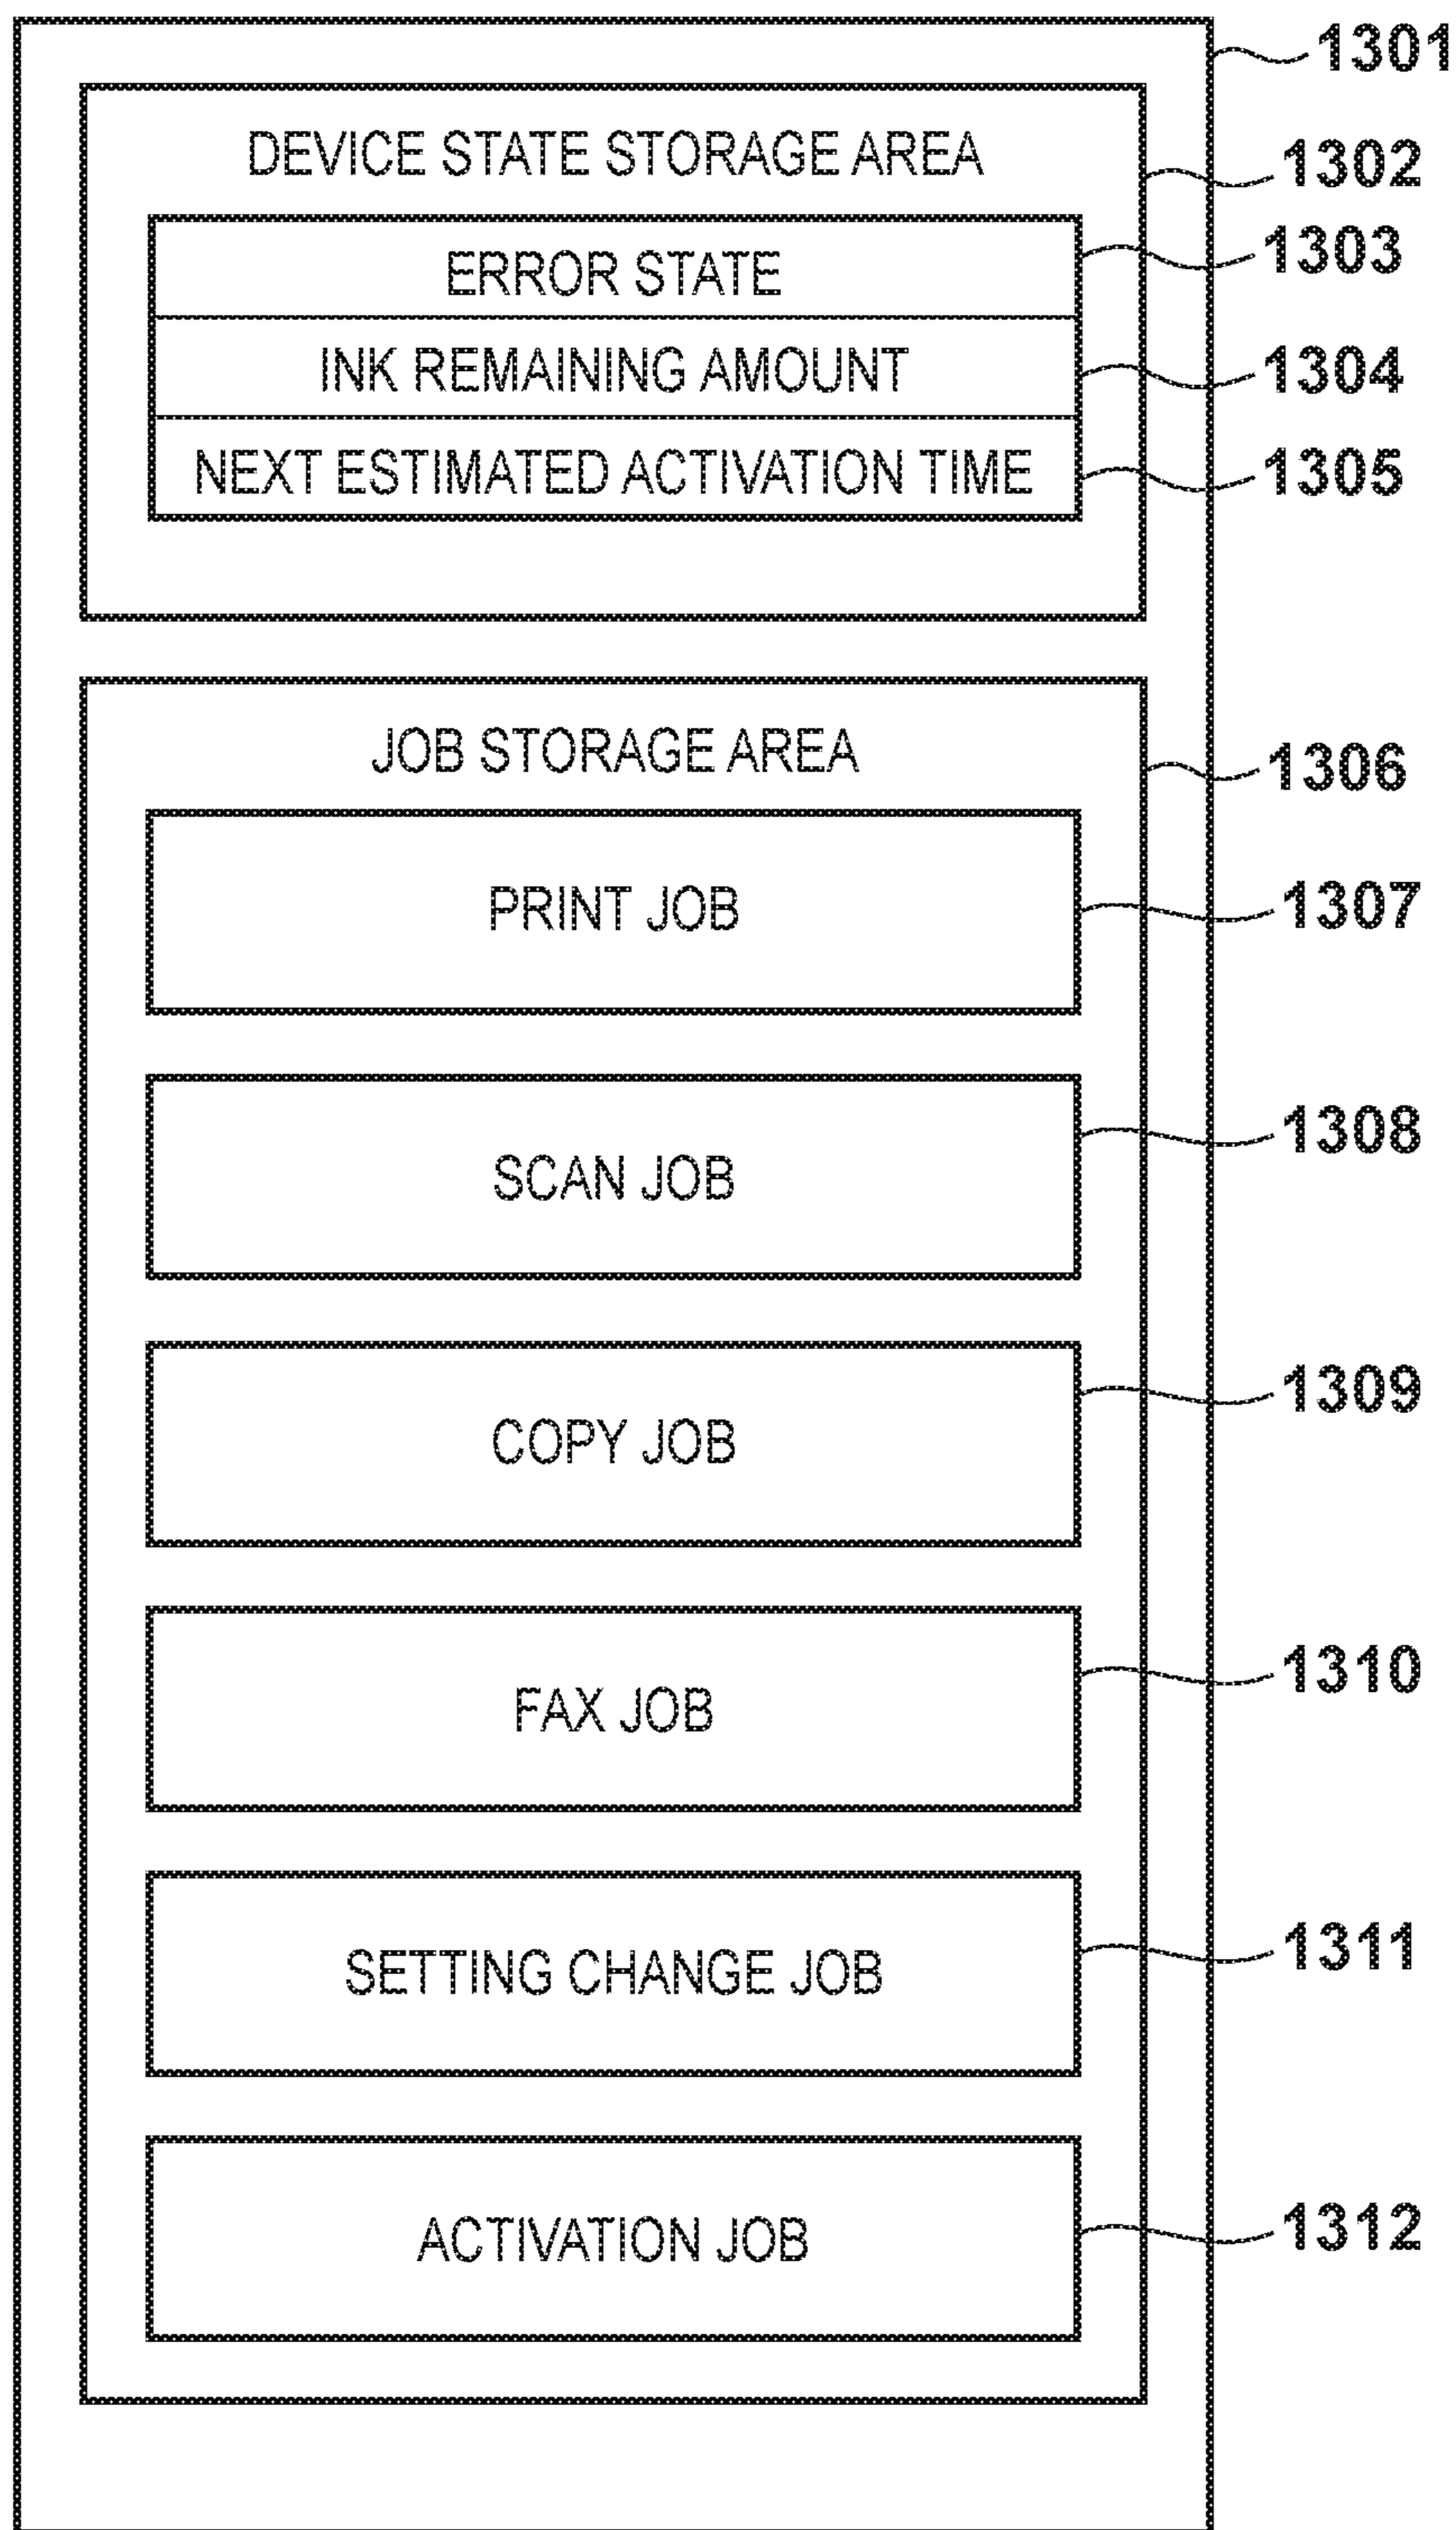 1301
DEVICE STATE STORAGE AREA
1302
ERROR STATE
1303
INK REMAINING AMOUNT
1304
NEXT ESTIMATED ACTIVATION TIME
1305
JOB STORAGE AREA
1306
PRINT JOB
1307
SCAN JOB
1308
COPY JOB
1309
FAX JOB
1310
SETTING CHANGE JOB
1311
ACTIVATION JOB
1312